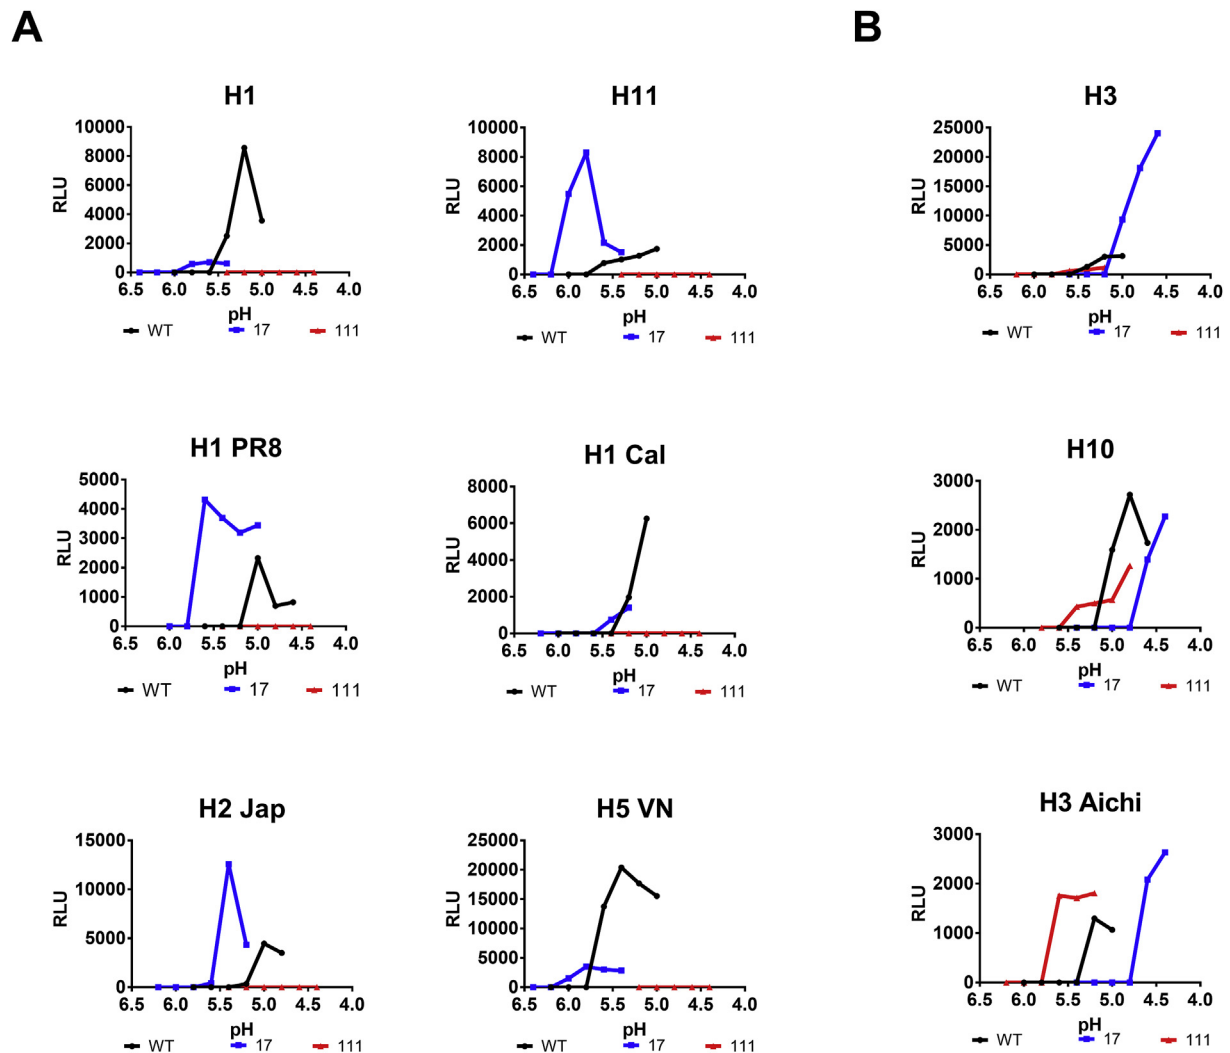 A
B
H1
10000
8000
6000
4000
2000
0
RLU
6.5 6.0 5.5 5.0 4.5 4.0
pH
WT 17 111
H11
10000
8000
6000
4000
2000
0
RLU
6.5 6.0 5.5 5.0 4.5 4.0
pH
WT 17 111
H3
25000
20000
15000
10000
5000
0
RLU
6.5 6.0 5.5 5.0 4.5 4.0
pH
WT 17 111
H1 PR8
5000
4000
3000
2000
1000
0
RLU
6.5 6.0 5.5 5.0 4.5 4.0
pH
WT 17 111
H1 Cal
8000
6000
4000
2000
0
RLU
6.5 6.0 5.5 5.0 4.5 4.0
pH
WT 17 111
H10
3000
2000
1000
0
RLU
6.5 6.0 5.5 5.0 4.5 4.0
pH
WT 17 111
H2 Jap
15000
10000
5000
0
RLU
6.5 6.0 5.5 5.0 4.5 4.0
pH
WT 17 111
H5 VN
25000
20000
15000
10000
5000
0
RLU
6.5 6.0 5.5 5.0 4.5 4.0
pH
WT 17 111
H3 Aichi
3000
2000
1000
0
RLU
6.5 6.0 5.5 5.0 4.5 4.0
pH
WT 17 111